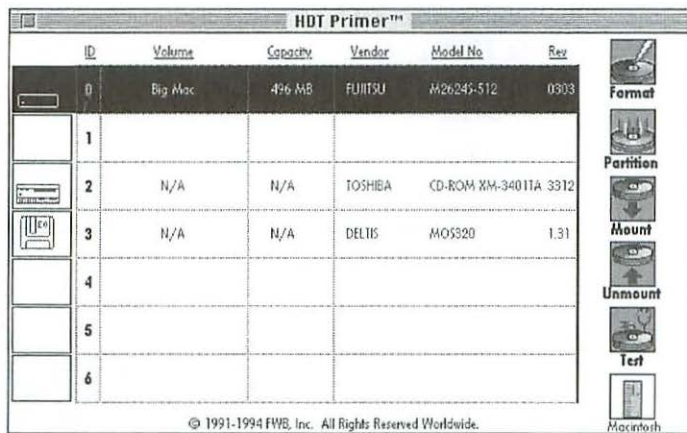 HDT Primer™
ID Volume Capacity Vendor Model No Rev
0 Big Mac 496 MB FUJITSU M2624S-512 0303
1
2 N/A N/A TOSHIBA CD-ROM XM-3401TA 3312
3 N/A N/A DELTIS MOS320 1.31
4
5
6
Format
Partition
Mount
Unmount
Test
Macintosh
© 1991-1994 FWB, Inc. All Rights Reserved Worldwide.